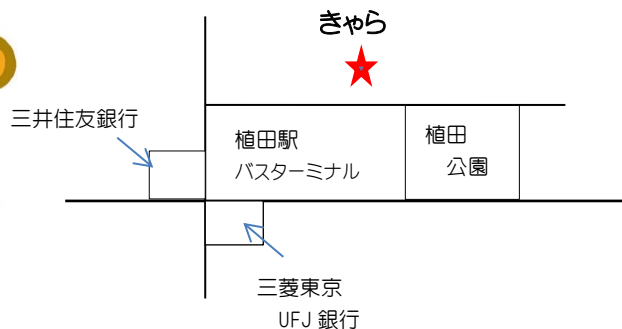 きゃら
三井住友銀行
植田駅
バスターミナル
植田
公園
三菱東京
UFJ 銀行